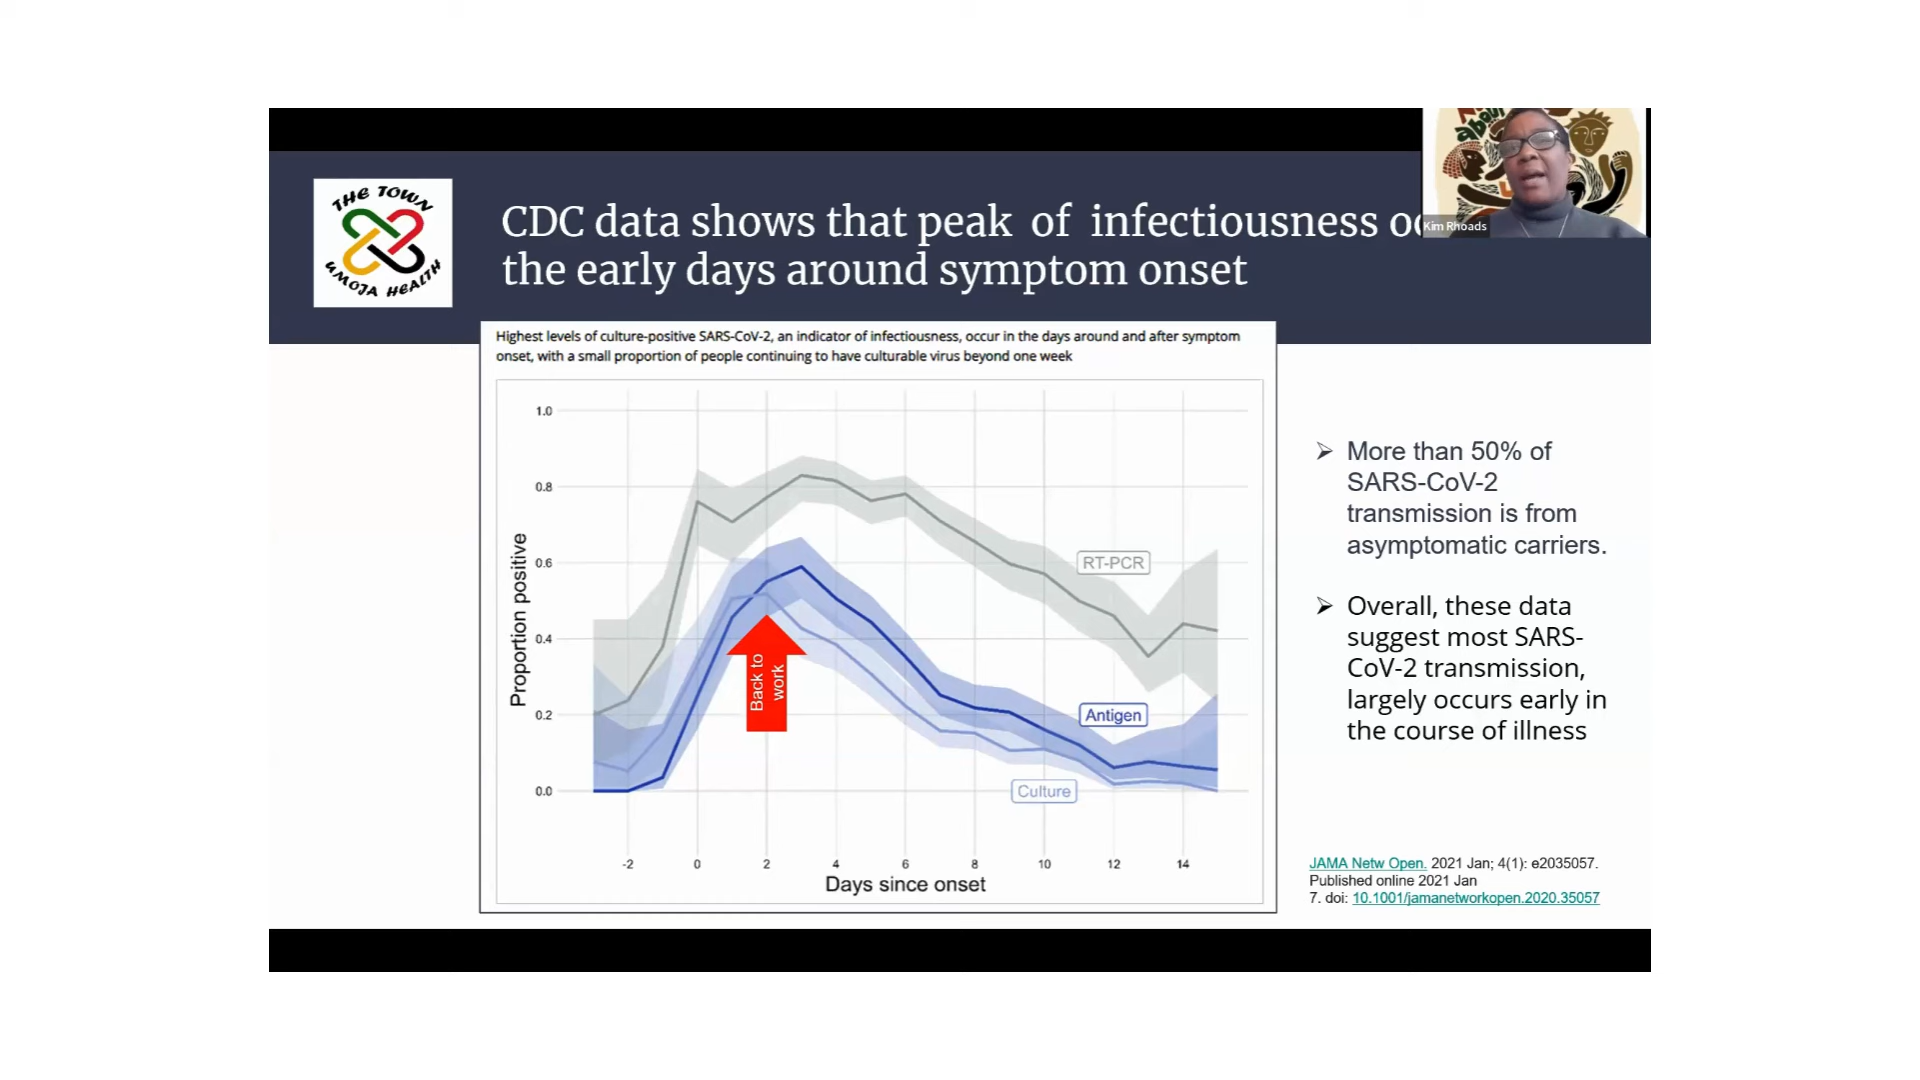 THE TOWN
UMOJA HEALTH
CDC data shows that peak of infectiousness
the early days around symptom onset
About
Kim Rhoads
Highest levels of culture-positive SARS-CoV-2, an indicator of infectiousness, occur in the days around and after symptom
onset, with a small proportion of people continuing to have culturable virus beyond one week
Proportion positive
1.0
0.8
0.6
0.4
0.2
0.0
RT-PCR
Antigen
Culture
Back to
work
-2 0 2 4 6 8 10 12 14
Days since onset
➢ More than 50% of
SARS-CoV-2
transmission is from
asymptomatic carriers.
➢ Overall, these data
suggest most SARS-
CoV-2 transmission,
largely occurs early in
the course of illness
JAMA Netw Open. 2021 Jan; 4(1): e2035057.
Published online 2021 Jan
7. doi: 10.1001/jamanetworkopen.2020.35057